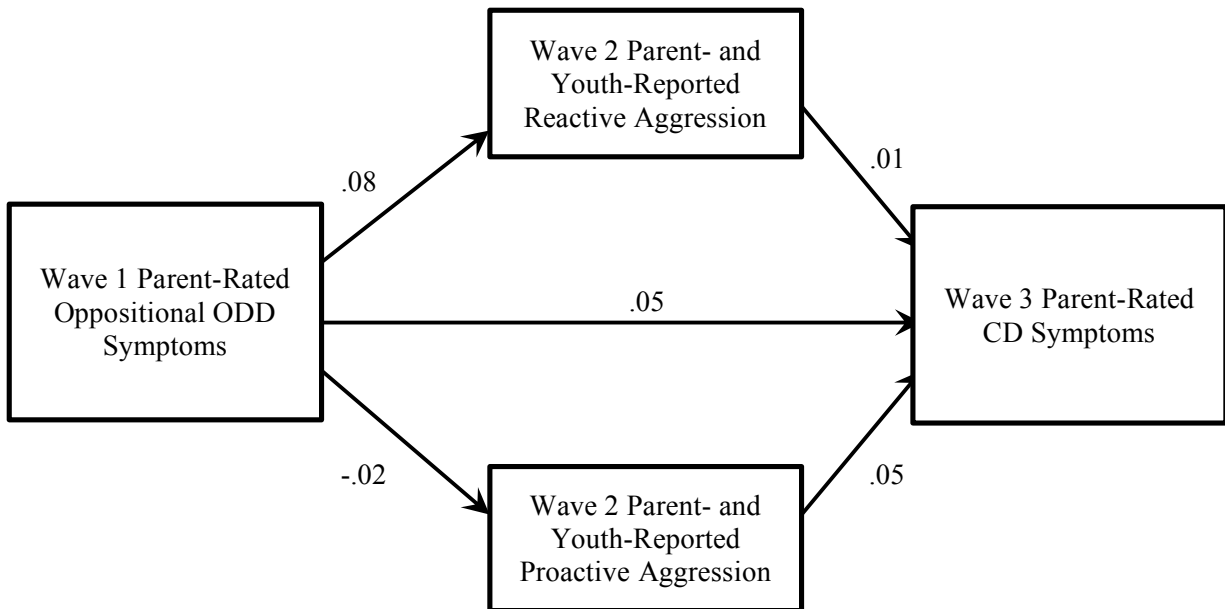 Wave 2 Parent- and
Youth-Reported
Reactive Aggression
.08
.01
Wave 1 Parent-Rated
Oppositional ODD
Symptoms
.05
Wave 3 Parent-Rated
CD Symptoms
-.02
.05
Wave 2 Parent- and
Youth-Reported
Proactive Aggression